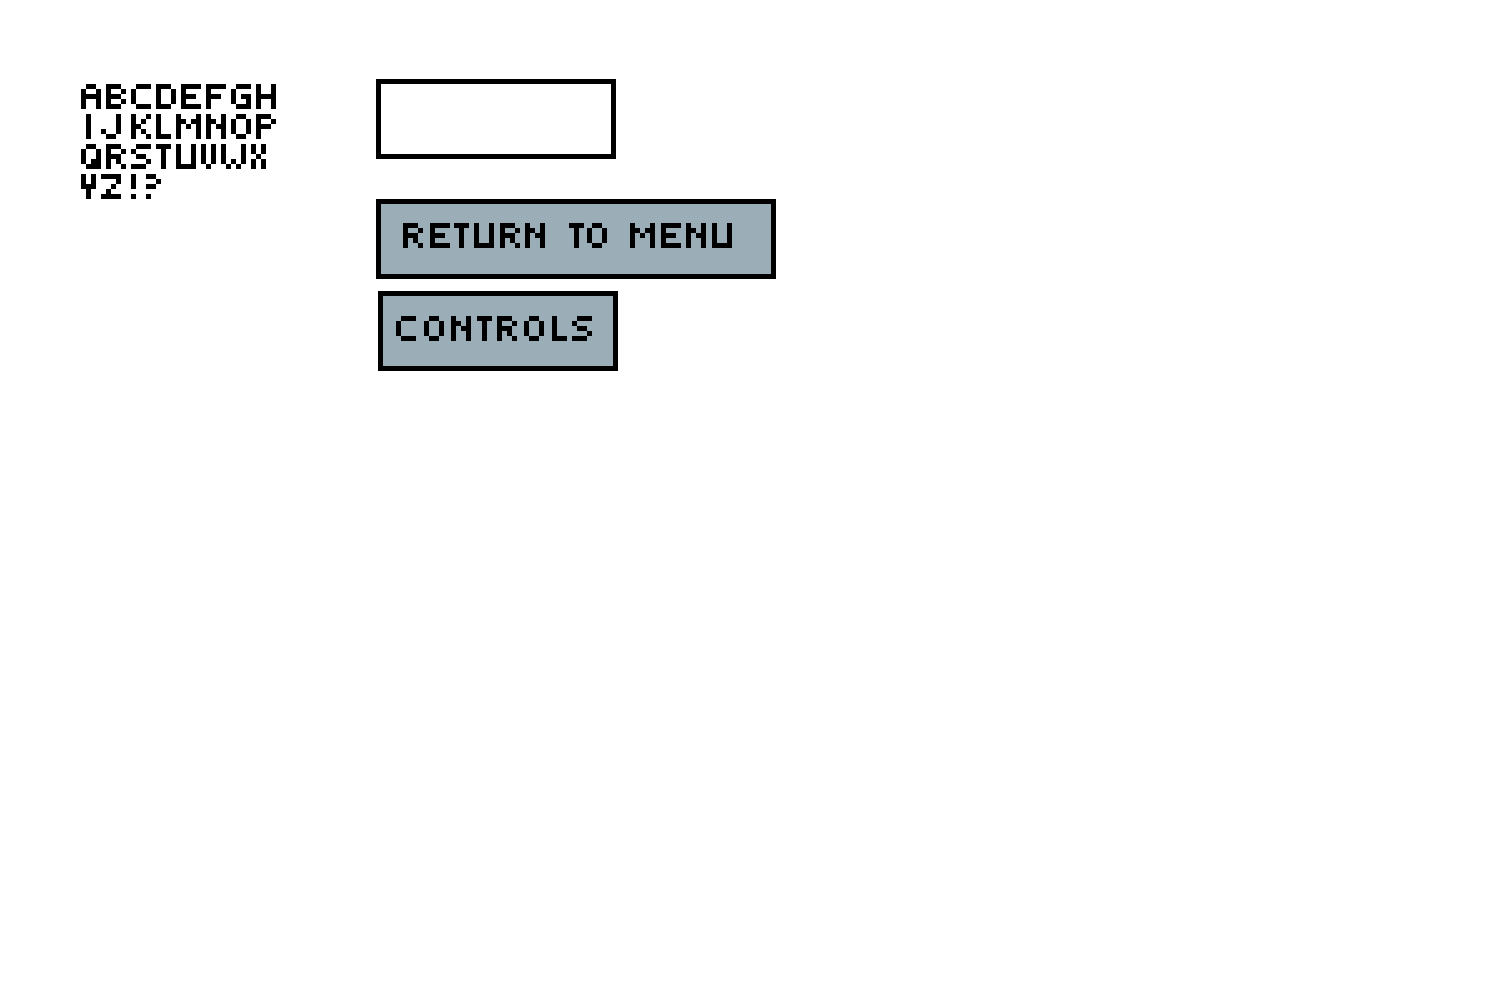 ABCDEFGH
IJKLMNOP
QRSTUVWX
YZ!?
RETURN TO MENU
CONTROLS